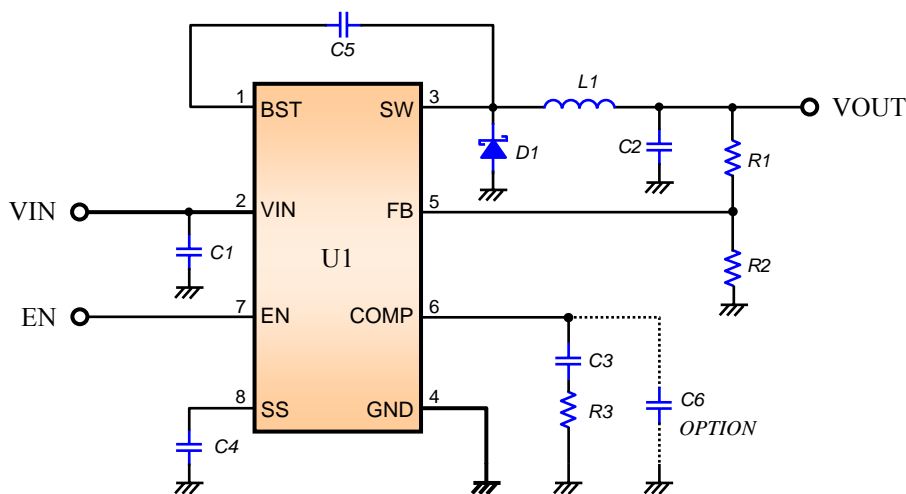 C5
L1
1
BST
SW
3
VOUT
D1
C2
R1
VIN
2
VIN
FB
5
C1
U1
R2
EN
7
EN
COMP
6
C3
R3
C6
OPTION
8
SS
GND
4
C4